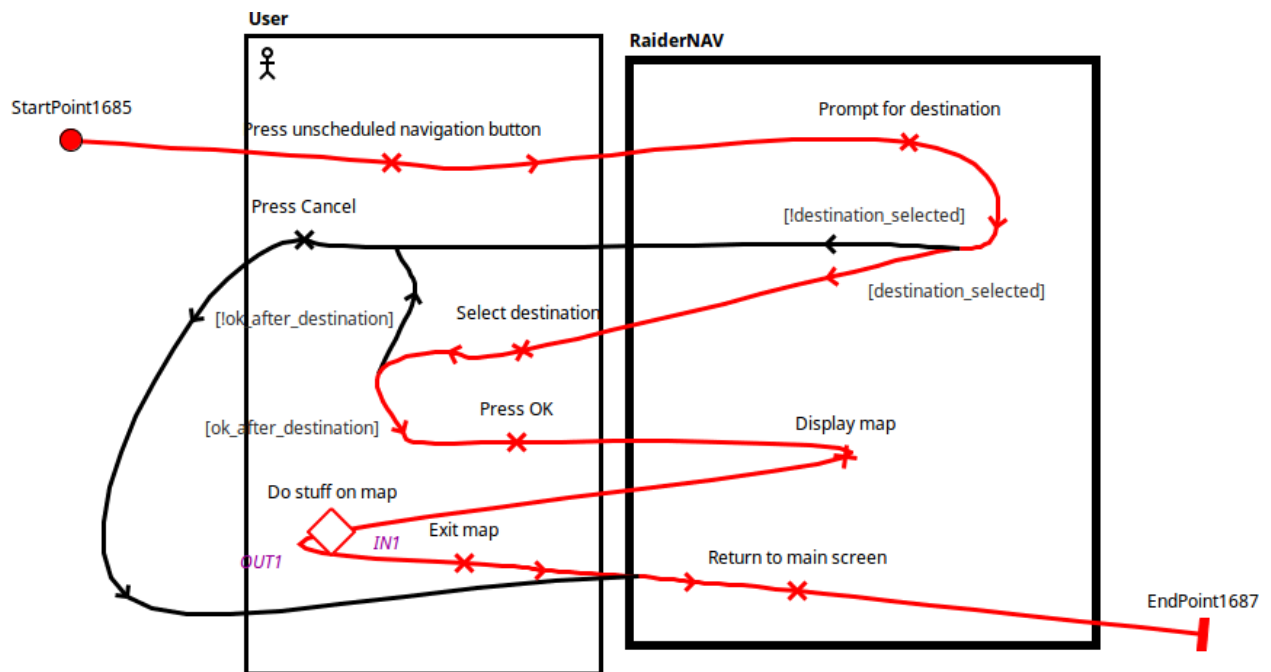 User
RaiderNAV
StartPoint1685
Press unscheduled navigation button
Prompt for destination
Press Cancel
[!destination_selected]
[destination_selected]
[!ok_after_destination]
Select destination
[ok_after_destination]
Press OK
Display map
Do stuff on map
Exit map
IN1
OUT1
Return to main screen
EndPoint1687